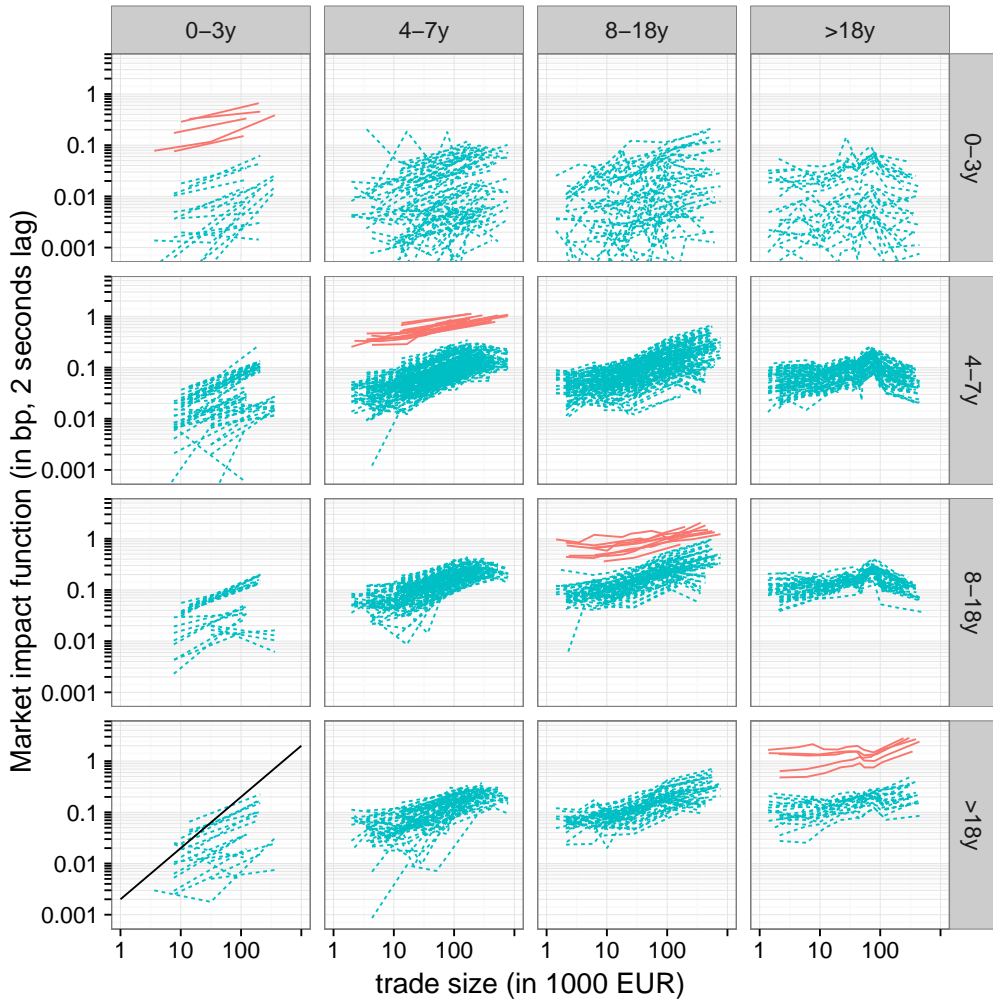 0−3y 4−7y 8−18y >18y
Market impact function (in bp, 2 seconds lag)
1
0.1
0.01
0.001
0−3y
1
0.1
0.01
0.001
4−7y
1
0.1
0.01
0.001
8−18y
1
0.1
0.01
0.001
>18y
1 10 100 1 10 100 1 10 100 1 10 100
trade size (in 1000 EUR)